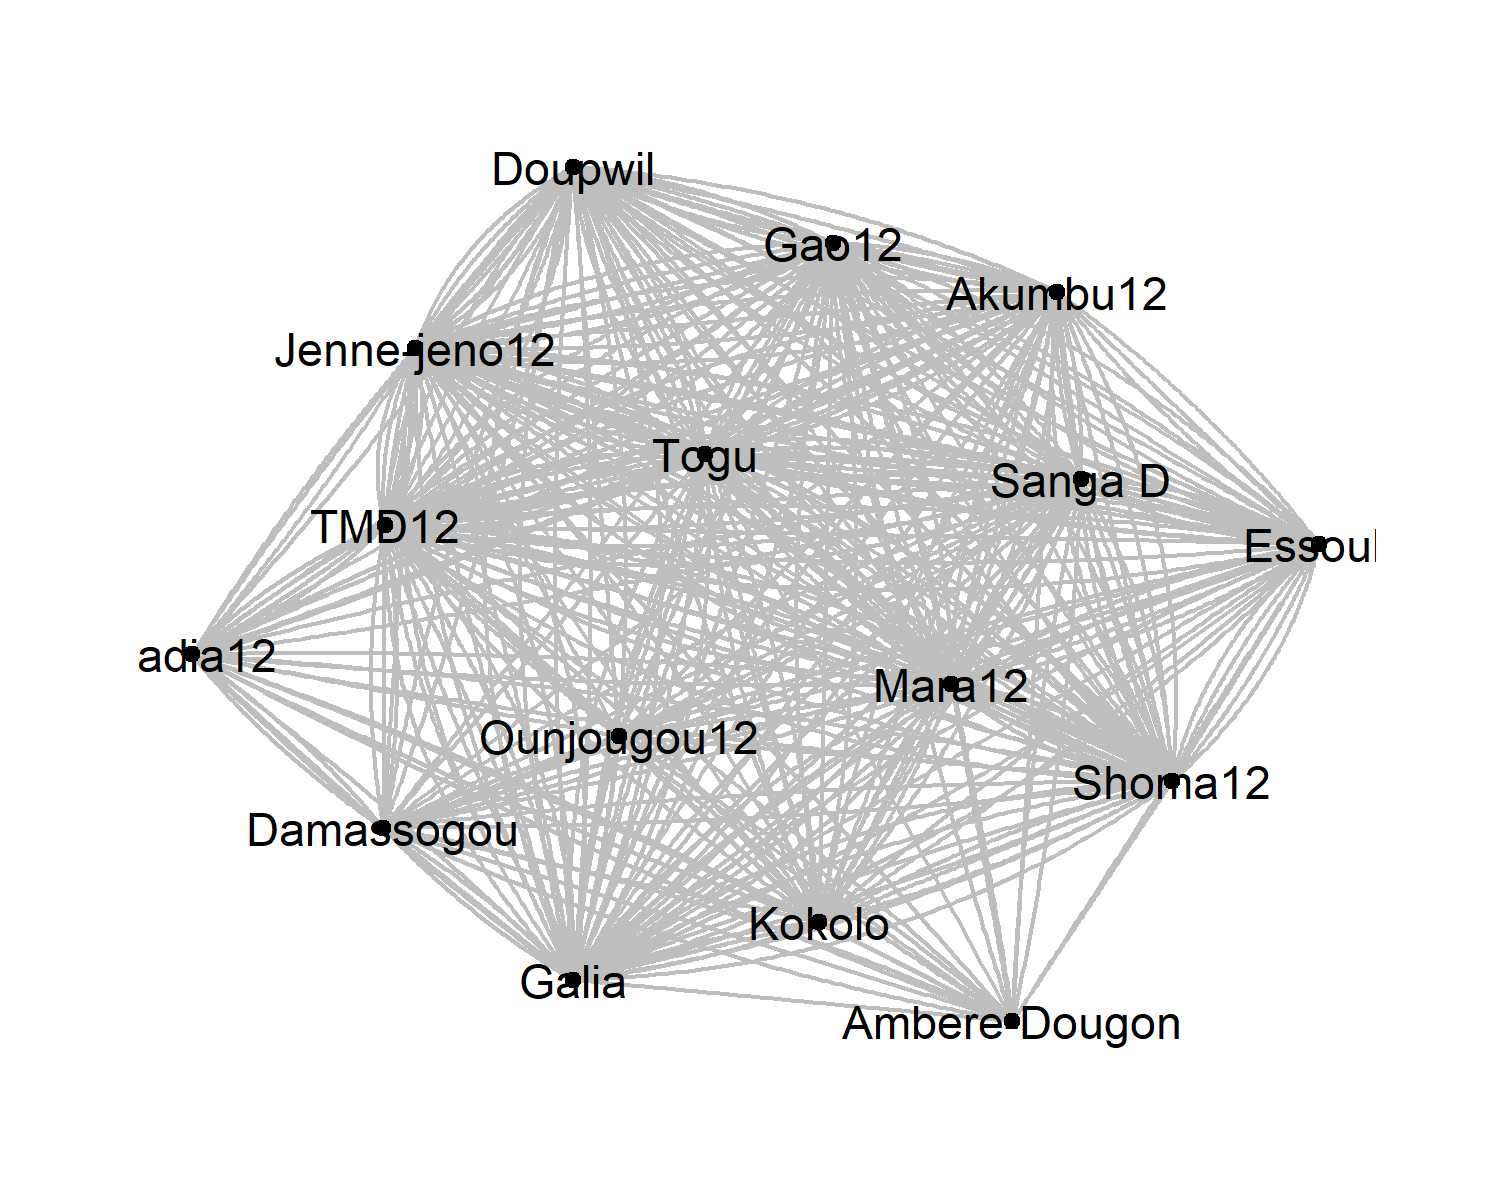 Doupwil
Gao12
Akumbu12
Jenne-jeno12
Togu
Sanga D
TMD12
Essoul
adia12
Mara12
Ounjougou12
Shoma12
Damassogou
Kokolo
Galia
Ambere-Dougon